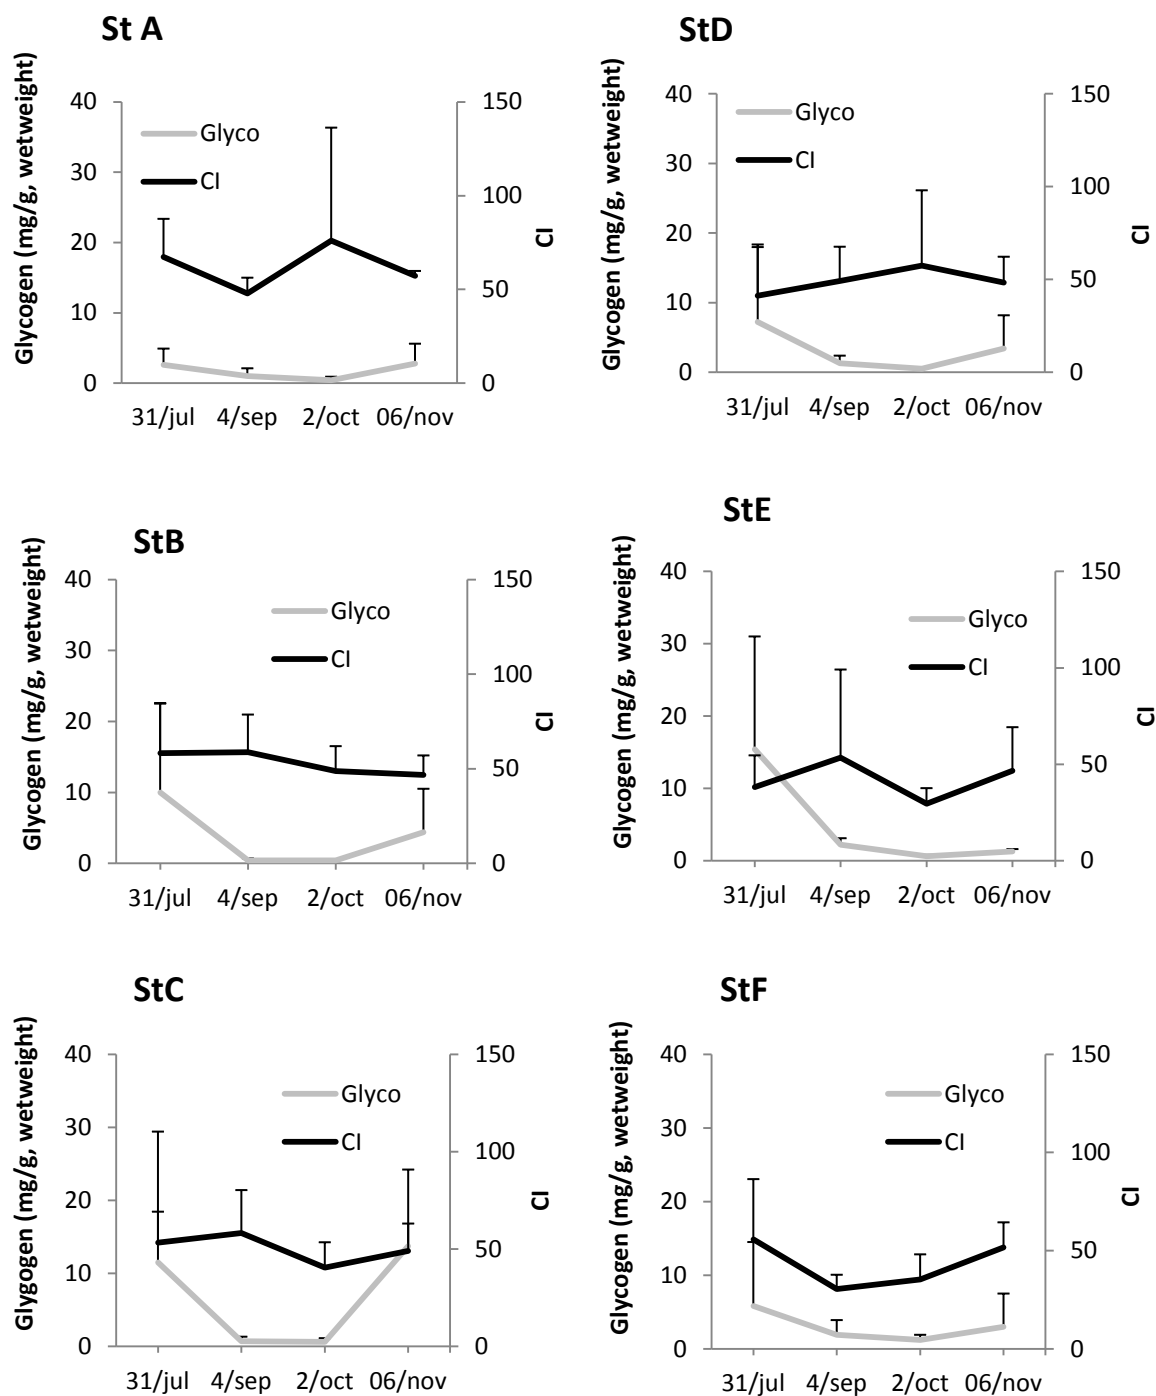 St A
Glycogen (mg/g, wetweight)
40
30
20
10
0
Glyco
CI
150
100
50
0
CI
31/jul 4/sep 2/oct 06/nov
StD
Glycogen (mg/g, wetweight)
40
30
20
10
0
Glyco
CI
150
100
50
0
CI
31/jul 4/sep 2/oct 06/nov
StB
Glycogen (mg/g, wetweight)
40
30
20
10
0
Glyco
CI
150
100
50
0
CI
31/jul 4/sep 2/oct 06/nov
StE
Glycogen (mg/g, wetweight)
40
30
20
10
0
Glyco
CI
150
100
50
0
CI
31/jul 4/sep 2/oct 06/nov
StC
Glygogen (mg/g, wetweight)
40
30
20
10
0
Glyco
CI
150
100
50
0
CI
31/jul 4/sep 2/oct 06/nov
StF
Glycogen (mg/g, wetweight)
40
30
20
10
0
Glyco
CI
150
100
50
0
CI
31/jul 4/sep 2/oct 06/nov